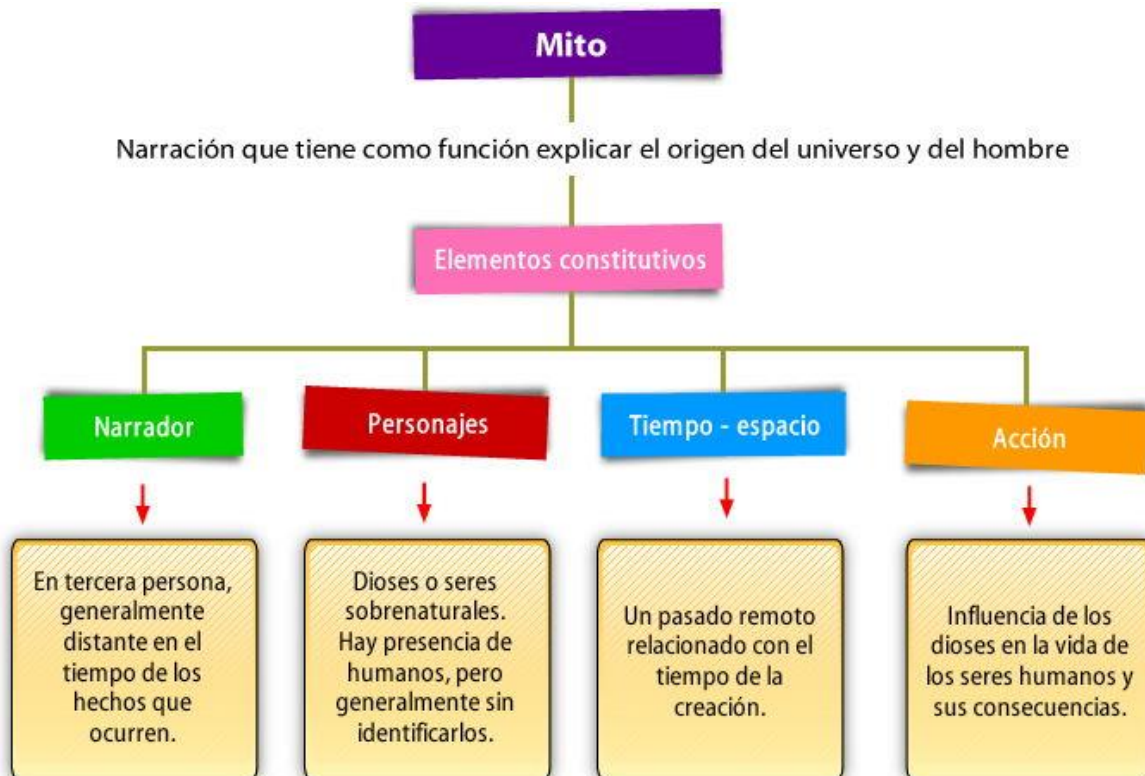 Mito
Narración que tiene como función explicar el origen del universo y del hombre
Elementos constitutivos
Narrador
Personajes
Tiempo - espacio
Acción
En tercera persona,
generalmente
distante en el
tiempo de los
hechos que
ocurren.
Dioses o seres
sobrenaturales.
Hay presencia de
humanos, pero
generalmente sin
identificarlos.
Un pasado remoto
relacionado con el
tiempo de la
creación.
Influencia de los
dioses en la vida de
los seres humanos y
sus consecuencias.